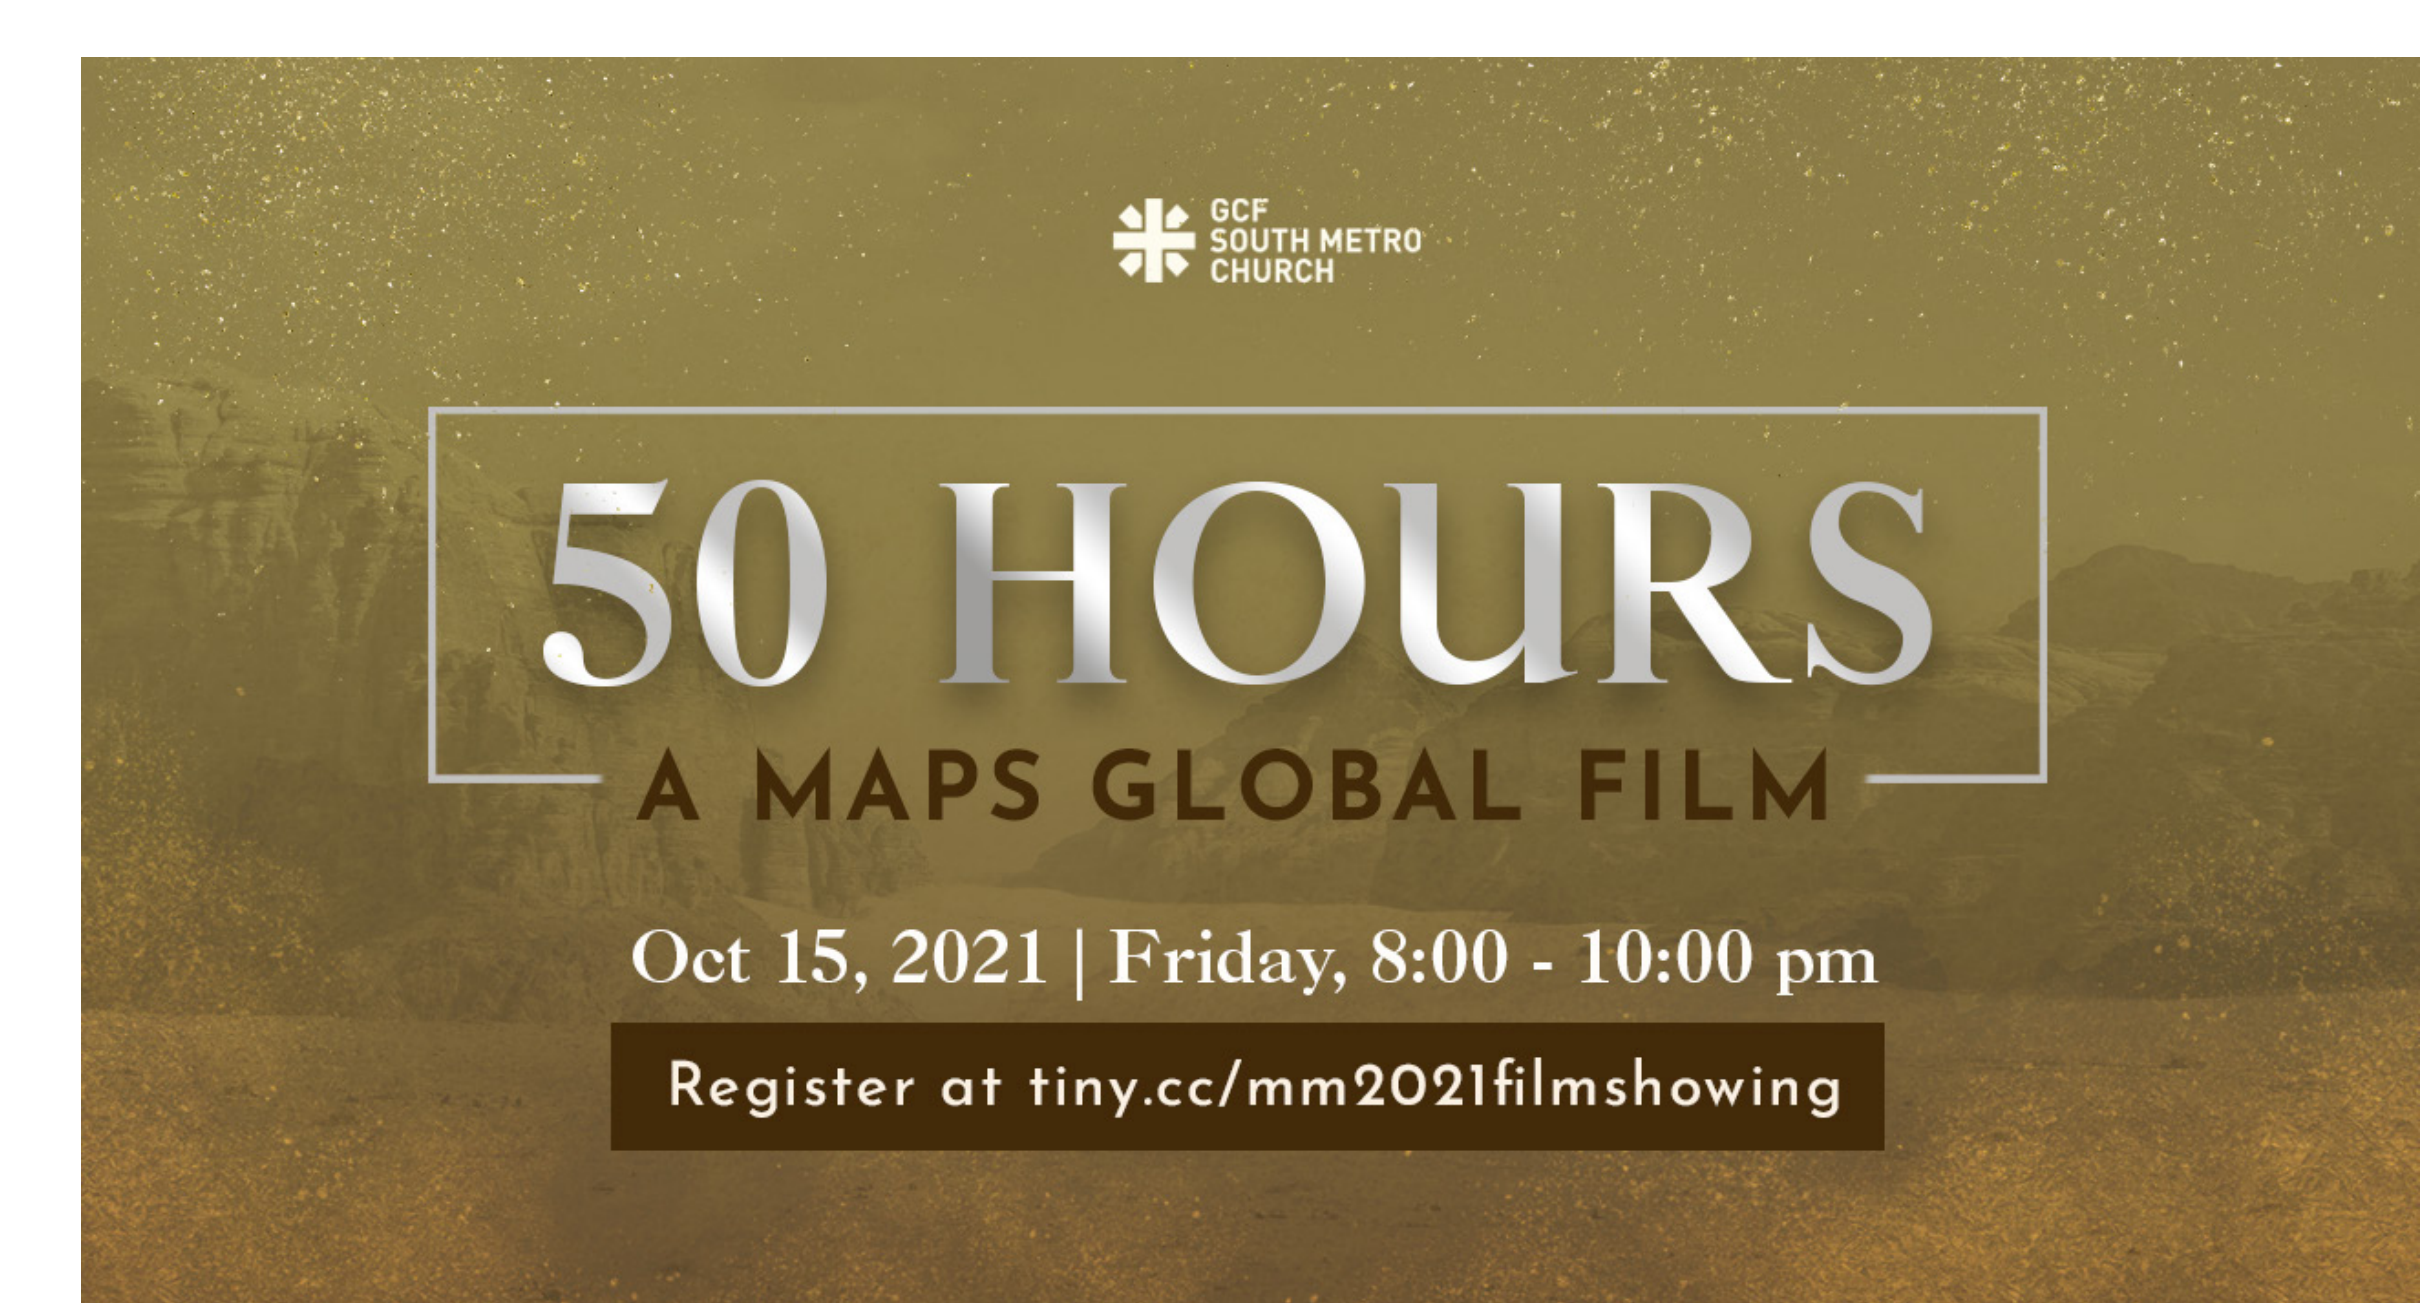 GCF
SOUTH METRO
CHURCH
50 HOURS
A MAPS GLOBAL FILM
Oct 15, 2021 | Friday, 8:00 - 10:00 pm
Register at tiny.cc/mm2021filmshowing